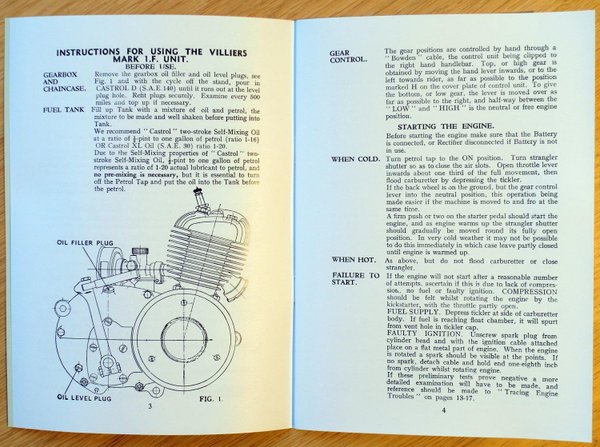 INSTRUCTIONS FOR USING THE VILLIERS
MARK 1.F. UNIT.
BEFORE USE.
GEARBOX AND CHAINCASE. Remove the gearbox oil filler and oil level plugs, see
Fig. 1 and with the cycle off the stand, pour in
CASTROL D (S.A.E. 140) until it runs out at the level
plug hole. Refit plugs securely. Examine every 500
miles and top up if necessary.
FUEL TANK Fill up Tank with a mixture of oil and petrol, the
mixture to be made and well shaken before putting into
Tank.
We recommend "Castrol" two-stroke Self-Mixing Oil
at a ratio of ½-pint to one gallon of petrol (ratio 1-16)
OR Castrol XL Oil (S.A.E. 30) ratio 1-20.
Due to the Self-Mixing properties of "Castrol" two-
stroke Self-Mixing Oil, ½-pint to one gallon of petrol
represents a ratio of 1-20 actual lubricant to petrol, and
no pre-mixing is necessary, but it is essential to turn
off the Petrol Tap and put the oil into the Tank before
the petrol.
OIL FILLER PLUG
OIL LEVEL PLUG
FIG. 1.
3
GEAR CONTROL. The gear positions are controlled by hand through a
"Bowden" cable, the control unit being clipped to
the right hand handlebar. Top, or high gear is
obtained by moving the hand lever inwards, or to the
left towards rider, as far as possible to the position
marked H on the cover plate of control unit. To give
the bottom, or low gear, the lever is moved over as
far as possible to the right, and half-way between the
"LOW" and "HIGH" is the neutral or free engine
position.
STARTING THE ENGINE.
Before starting the engine make sure that the Battery
is connected, or Rectifier disconnected if Battery is not
in use.
WHEN COLD. Turn petrol tap to the ON position. Turn strangler
shutter so as to close the air slots. Open throttle lever
inwards about one third of the full movement, then
flood carburetter by depressing the tickler.
If the back wheel is on the ground, but the gear control
lever into the neutral position, this operation being
made easier if the machine is moved to and fro at the
same time.
A firm push or two on the starter pedal should start the
engine, and as engine warms up the strangler shutter
should gradually be moved round its fully open
position. In very cold weather it may not be possible
to do this immediately in which case leave partly closed
until engine is warmed up.
WHEN HOT. As above, but do not flood carburetter or close
strangler.
FAILURE TO START. If the engine will not start after a reasonable number
of attempts, ascertain if this is due to lack of compres-
sion, no fuel or faulty ignition. COMPRESSION
should be felt whilst rotating the engine by the
kickstarter, with the throttle partly open.
FUEL SUPPLY. Depress tickler at side of carburetter
body. If fuel is reaching float chamber, it will spurt
from vent hole in tickler cap.
FAULTY IGNITION. Unscrew spark plug from
cylinder head and with the ignition cable attached
place on a flat metal part of engine. When the engine
is rotated a spark should be visible at the points. If
no spark, detach cable and hold end one-eighth inch
from cylinder whilst rotating engine.
If these preliminary tests prove negative a more
detailed examination will have to be made, and
reference should be made to "Tracing Engine
Troubles" on pages 13-17.
4